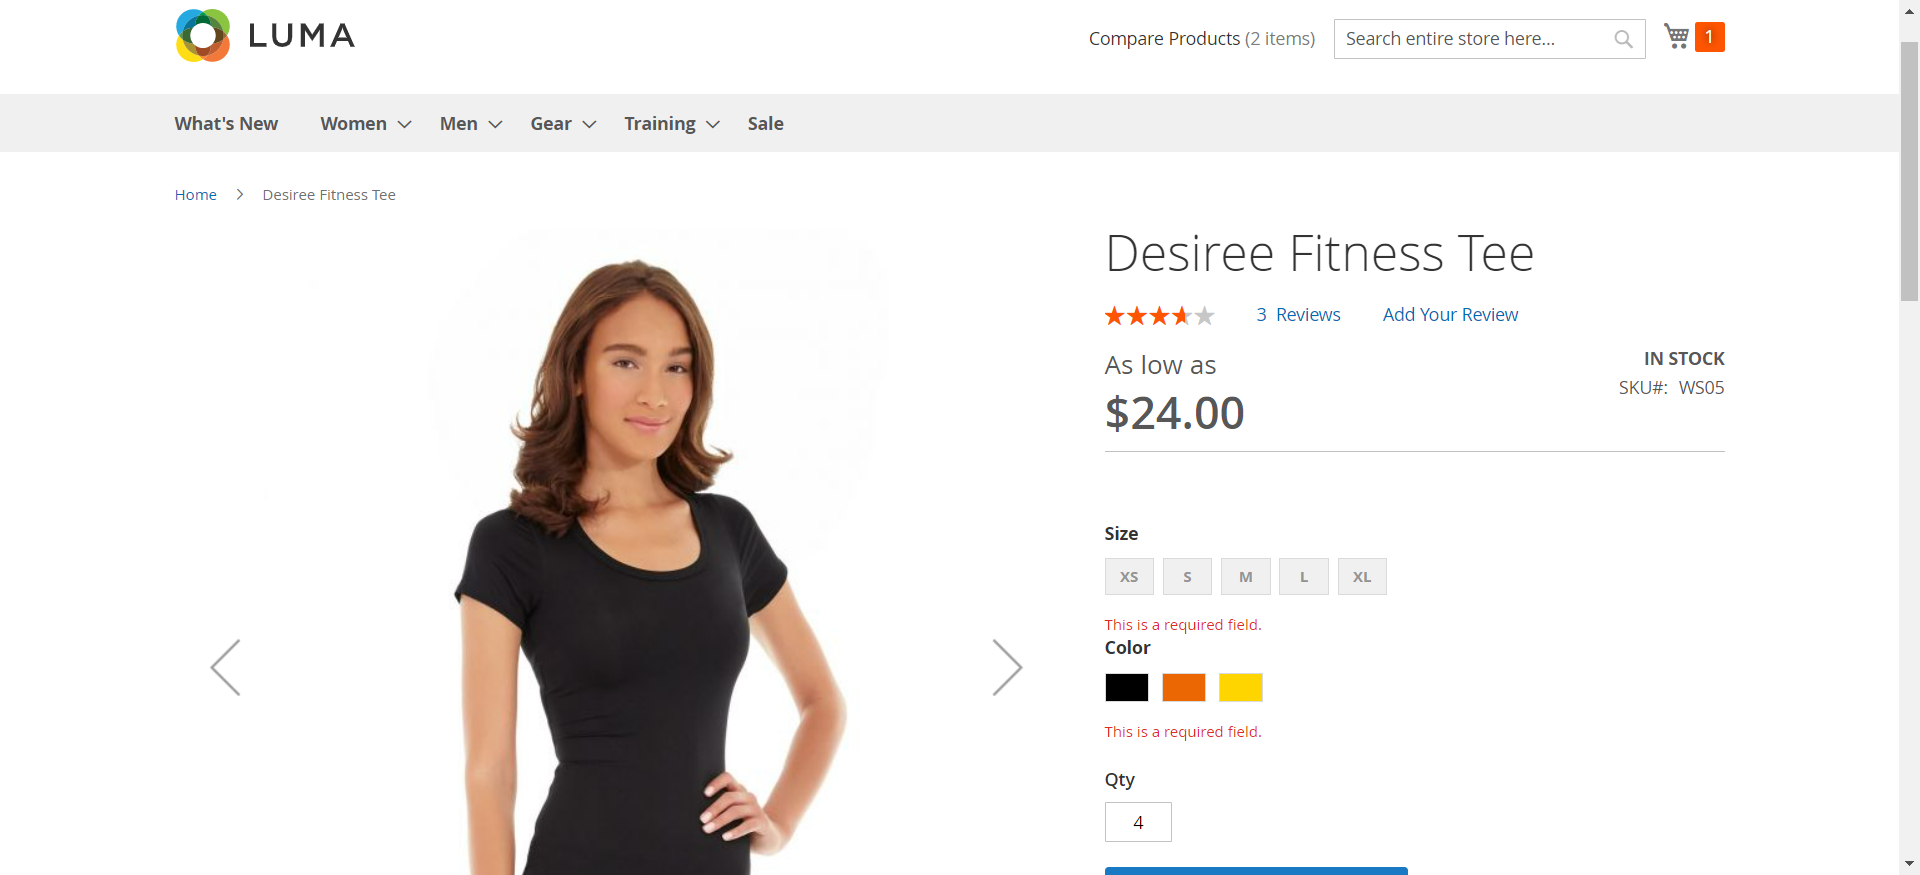 LUMA
Compare Products (2 items)
Search entire store here...
1
What's New
Women
Men
Gear
Training
Sale
Home
Desiree Fitness Tee
Desiree Fitness Tee
3 Reviews
Add Your Review
As low as
$24.00
IN STOCK
SKU#: WS05
Size
XS
S
M
L
XL
This is a required field.
Color
This is a required field.
Qty
4